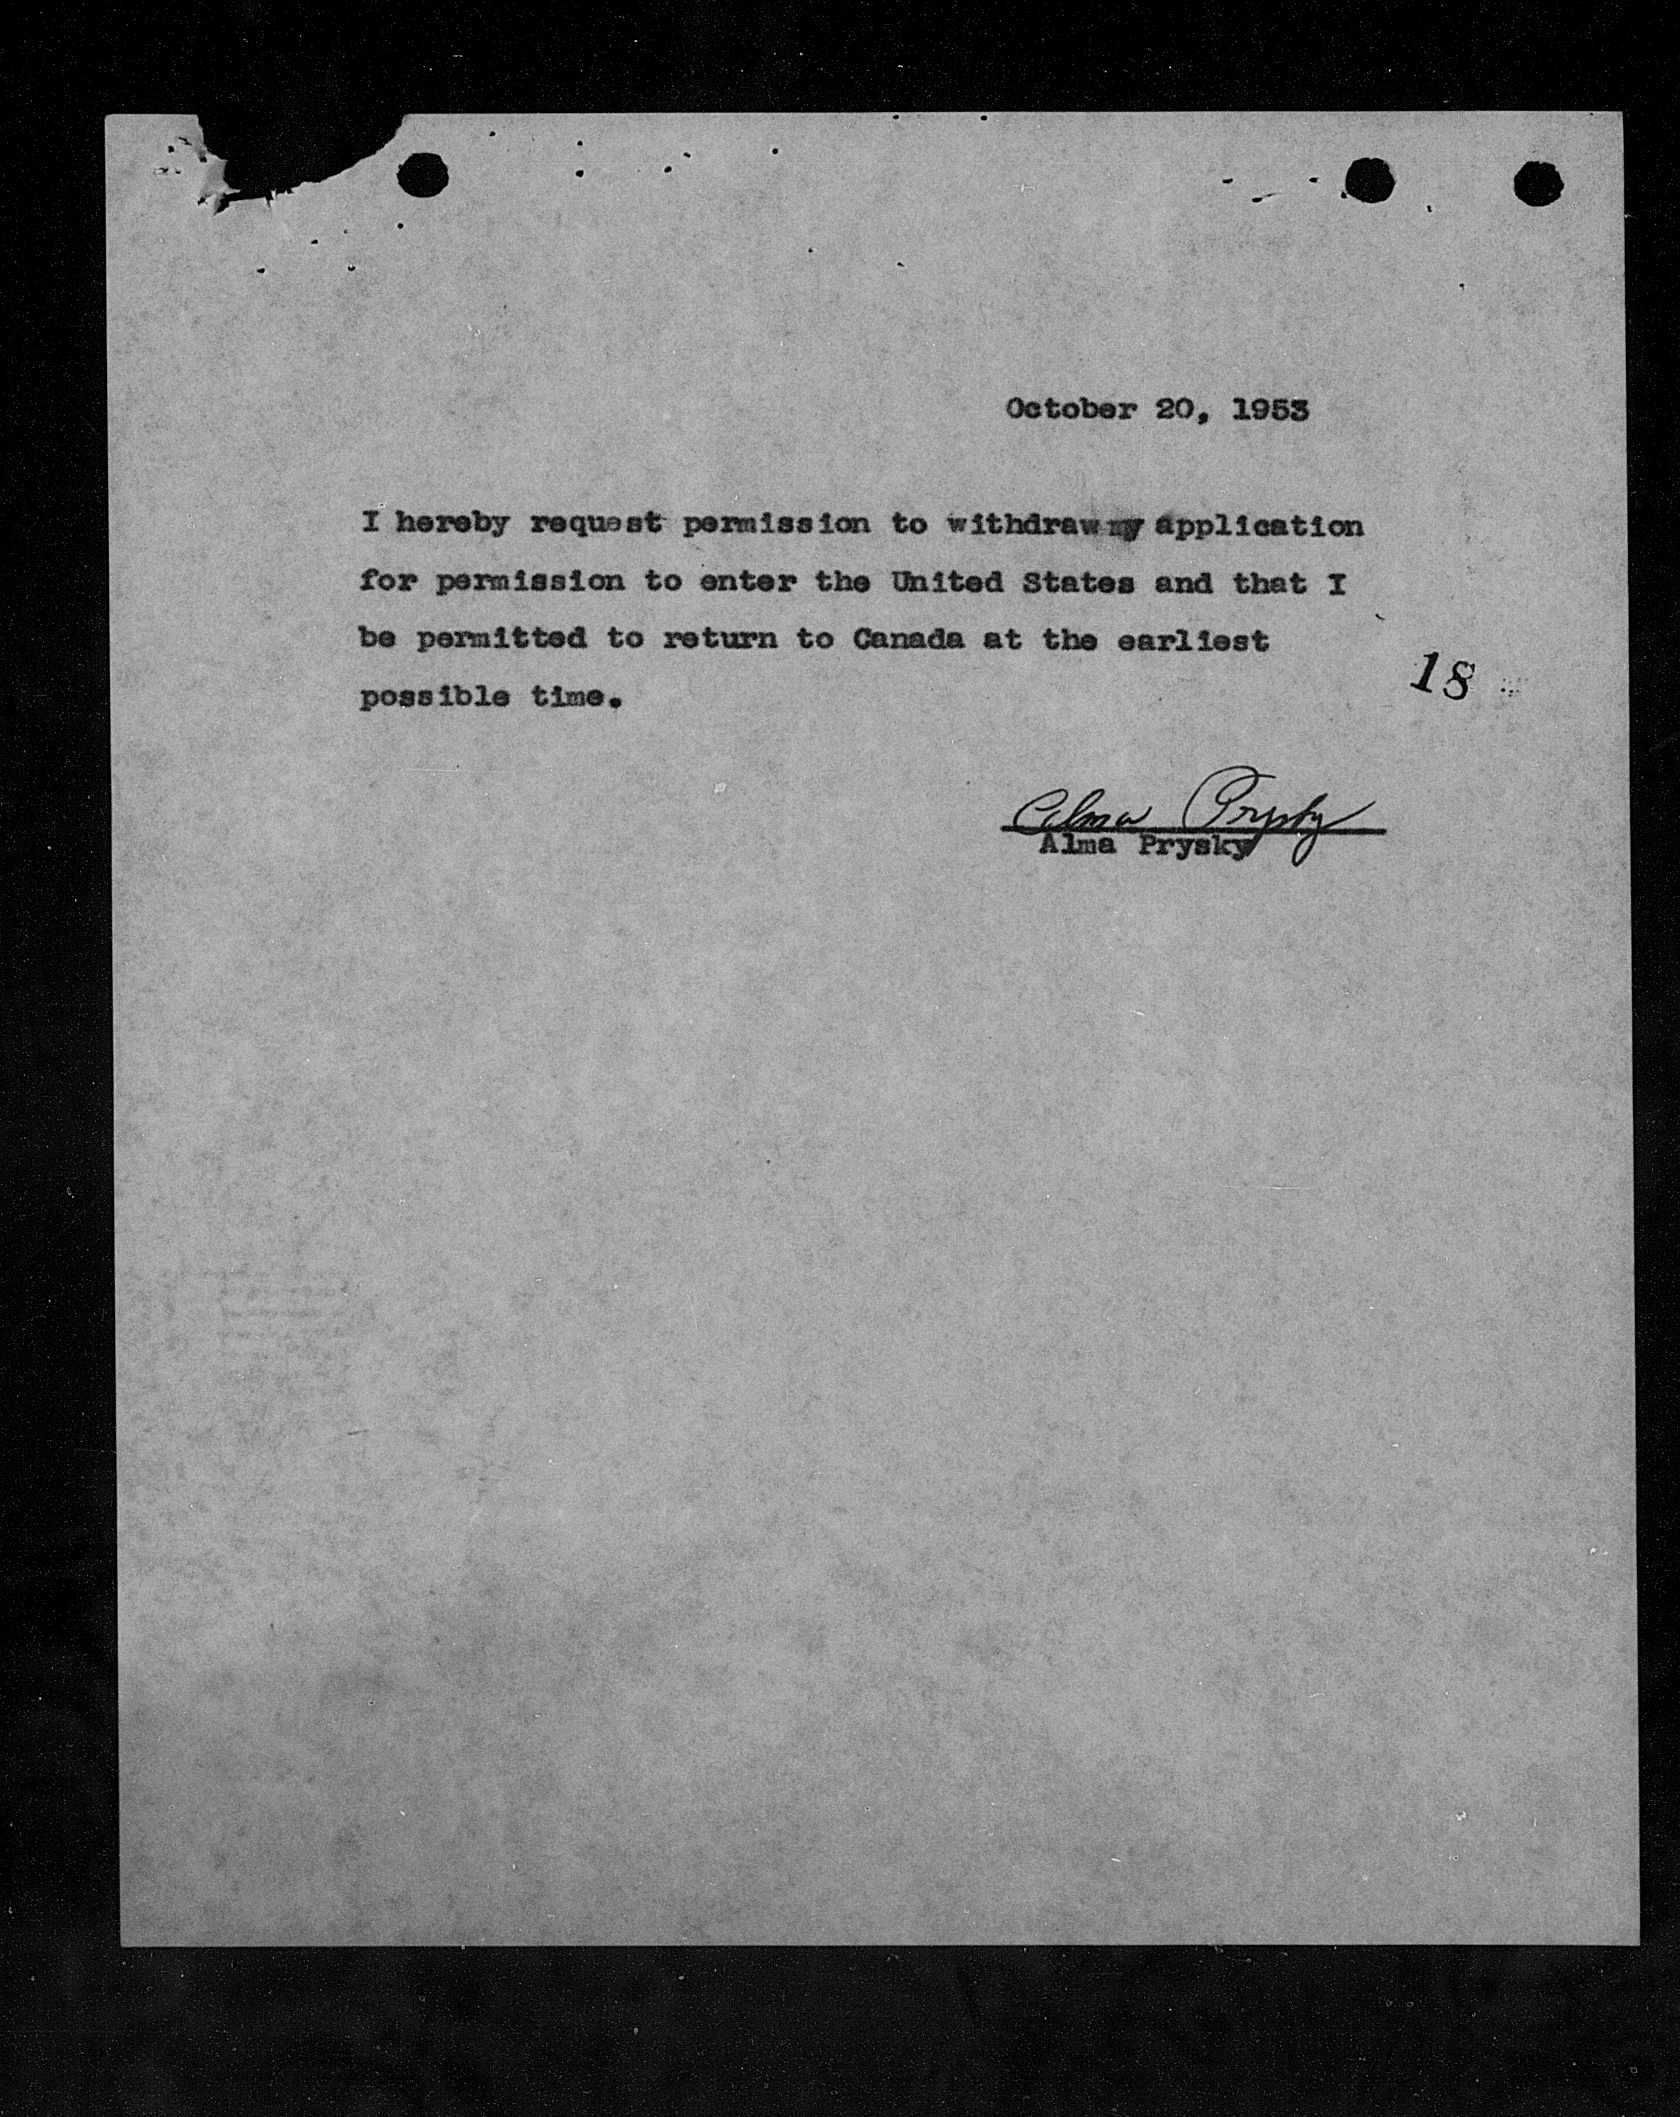 October 20, 1953
I hereby request permission to withdraw my application
for permission to enter the United States and that I
be permitted to return to Canada at the earliest
possible time.
18
Alma Prysky
Alma Prysky